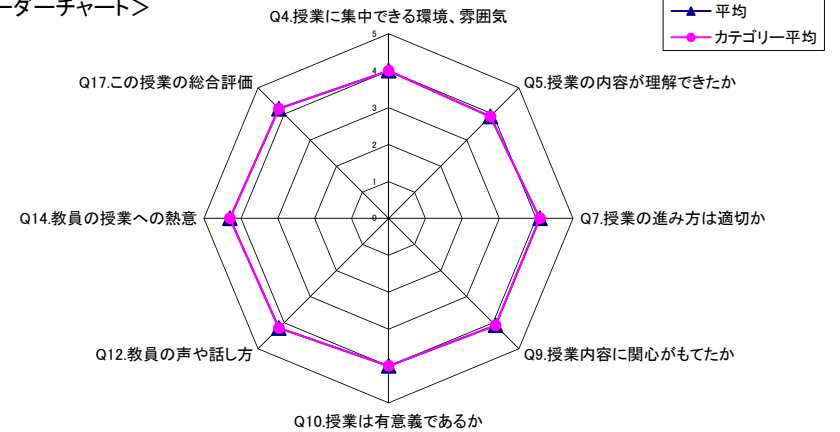 ーダーチャート＞
平均
カテゴリー平均
Q4.授業に集中できる環境、雰囲気
Q17.この授業の総合評価
Q5.授業の内容が理解できたか
5
4
3
2
1
0
Q14.教員の授業への熱意
Q7.授業の進み方は適切か
Q12.教員の声や話し方
Q9.授業内容に関心がもてたか
Q10.授業は有意義であるか